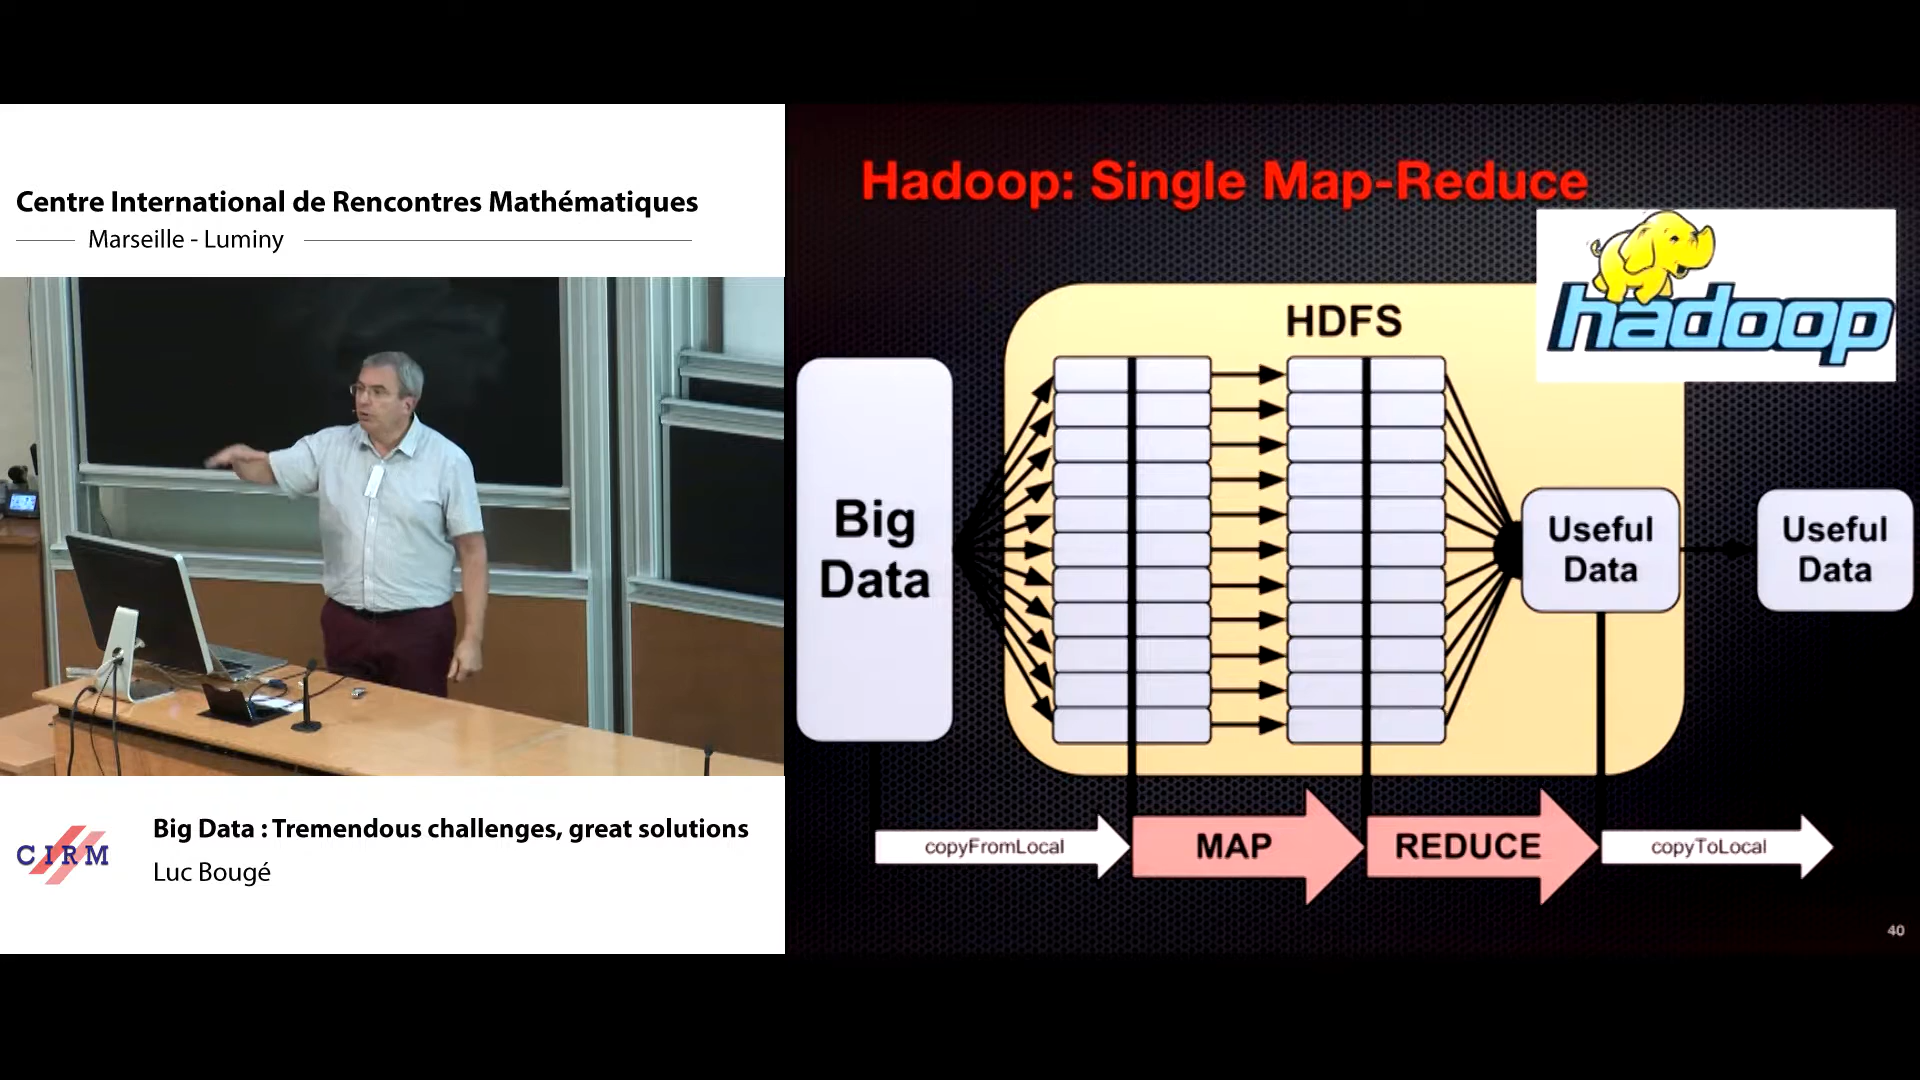 Centre International de Rencontres Mathématiques
Marseille - Luminy
Big Data : Tremendous challenges, great solutions
Luc Bougé
CIRM
Hadoop: Single Map-Reduce
hadoop
HDFS
Big
Data
Useful
Data
Useful
Data
copyFromLocal
MAP
REDUCE
copyToLocal
40